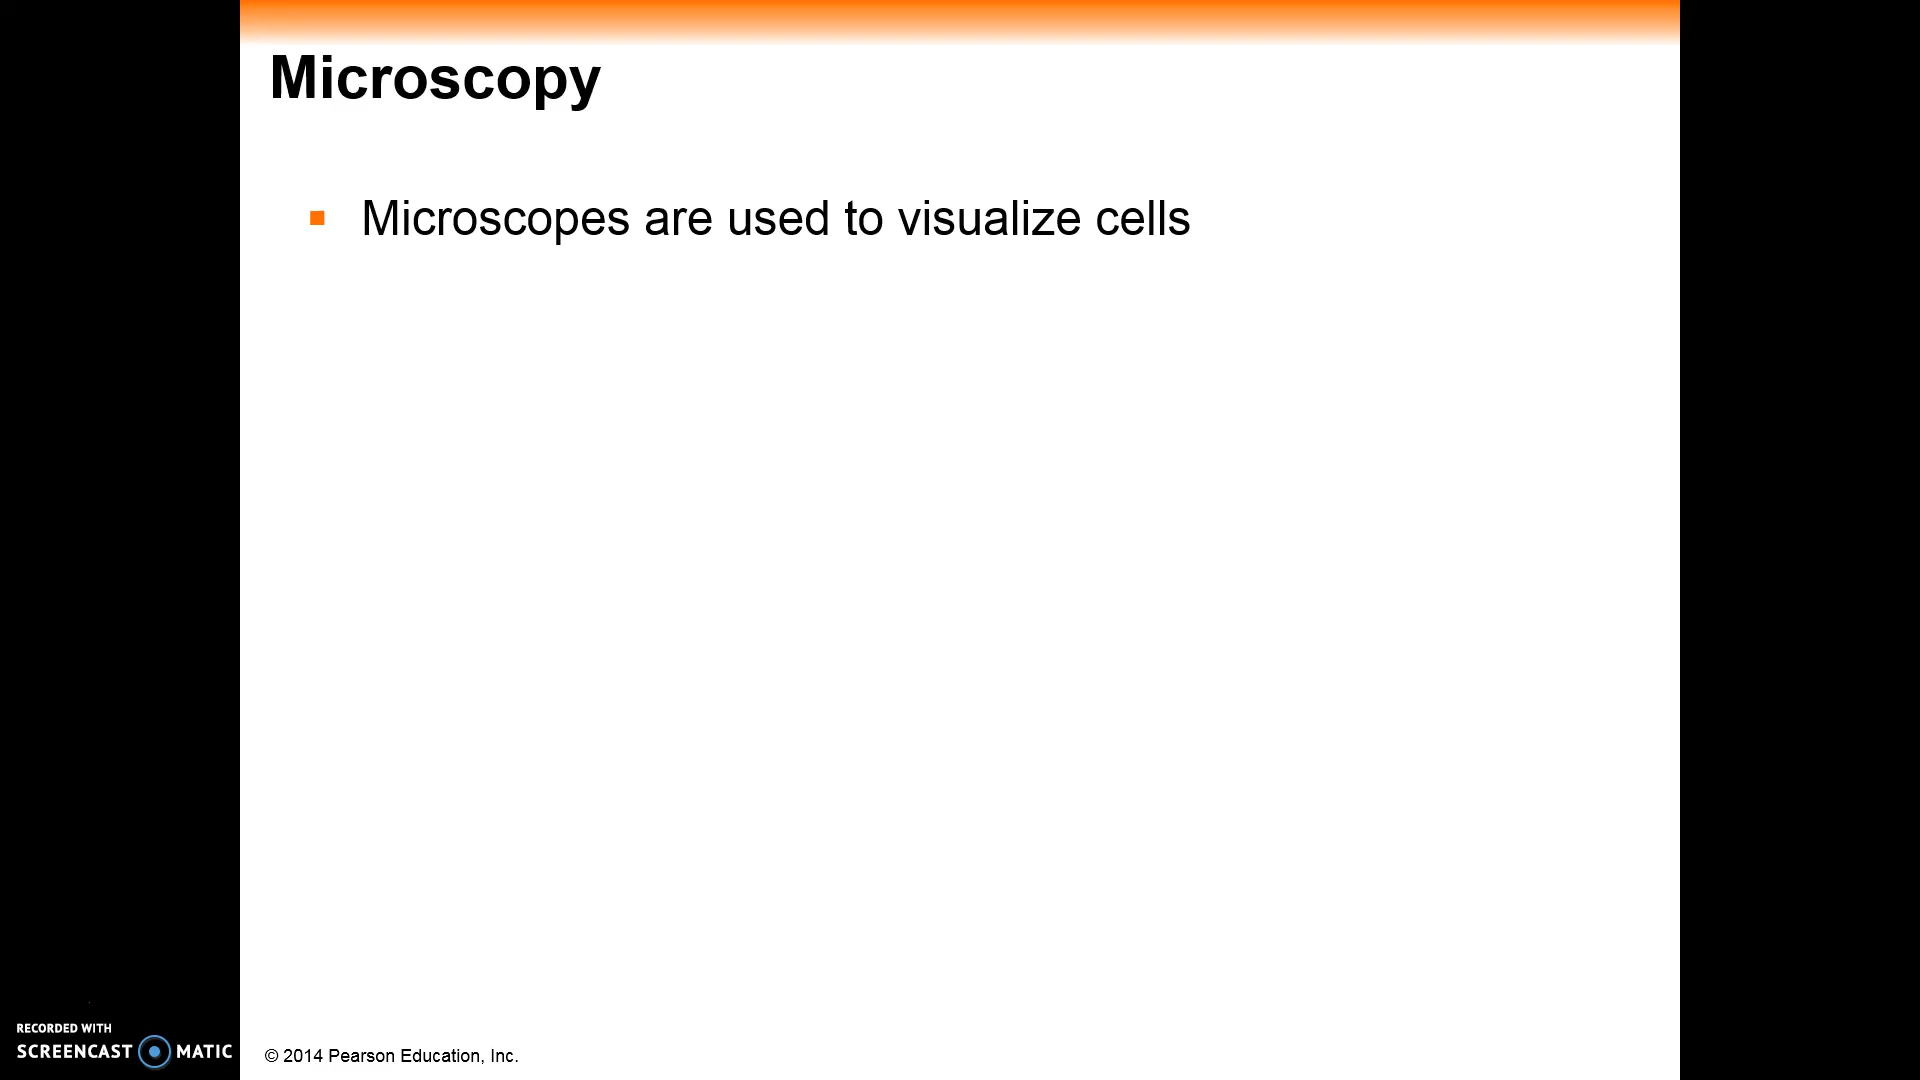 Microscopy
Microscopes are used to visualize cells
RECORDED WITH
SCREENCAST MATIC
© 2014 Pearson Education, Inc.